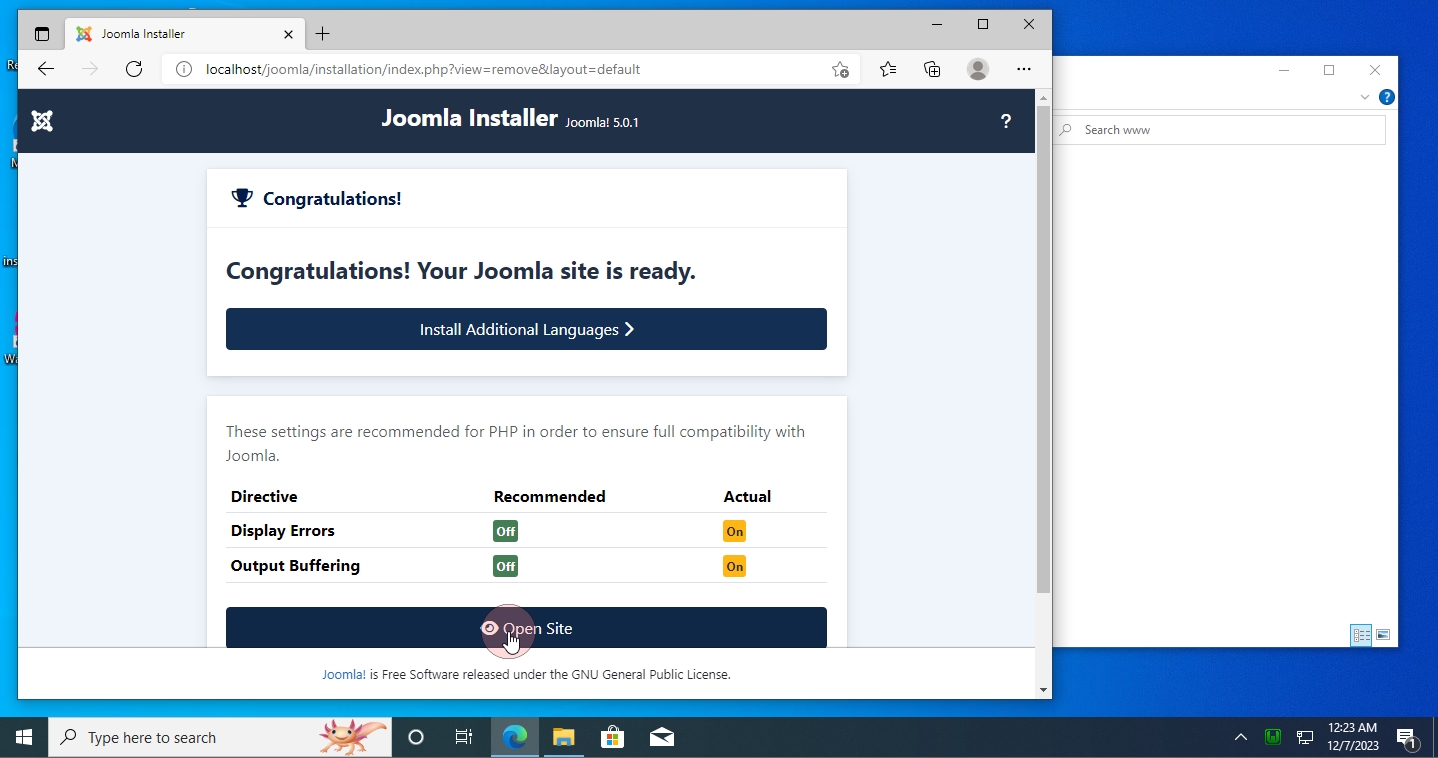 Joomla Installer
localhost/joomla/installation/index.php?view=remove&layout=default
Joomla Installer Joomla! 5.0.1
?
Congratulations!
Congratulations! Your Joomla site is ready.
Install Additional Languages
These settings are recommended for PHP in order to ensure full compatibility with
Joomla.
Directive Recommended Actual
Display Errors Off On
Output Buffering Off On
Open Site
Joomla! is Free Software released under the GNU General Public License.
?
Search www
Re
M
ins
Wa
Type here to search
12:23 AM
12/7/2023
1